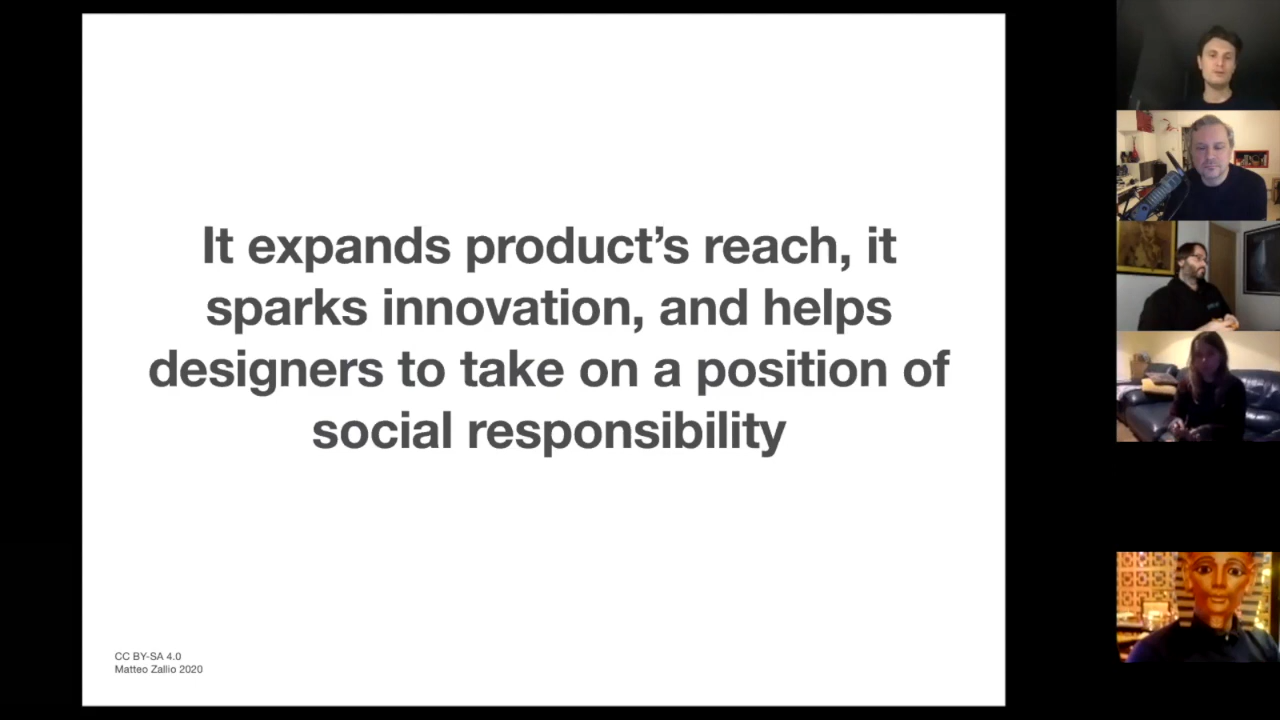 It expands product’s reach, it
sparks innovation, and helps
designers to take on a position of
social responsibility
CC BY-SA 4.0
Matteo Zallio 2020